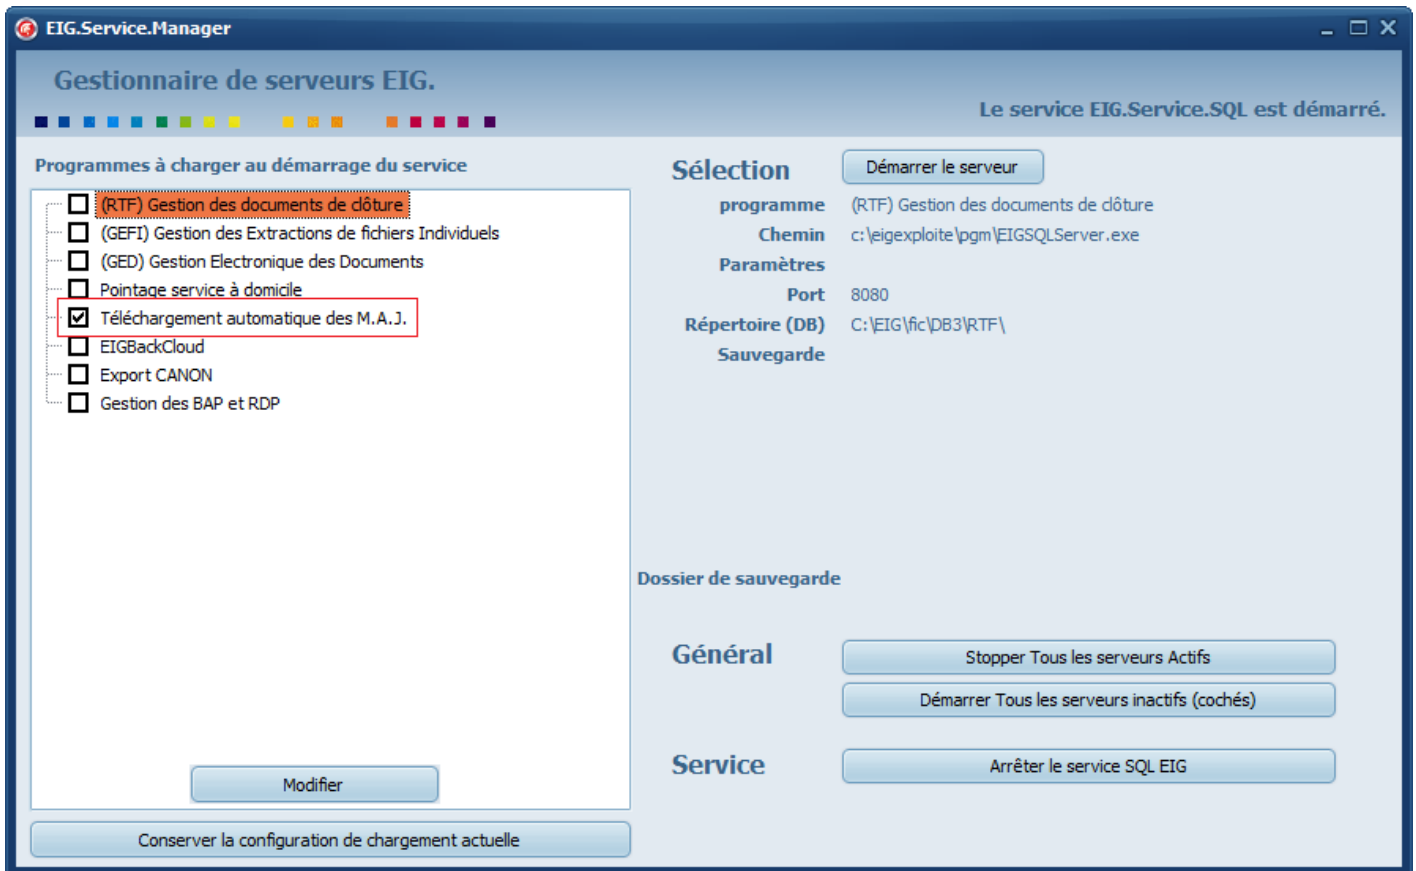 EIG.Service.Manager
Gestionnaire de serveurs EIG.
Le service EIG.Service.SQL est démarré.
Programmes à charger au démarrage du service
(RTF) Gestion des documents de clôture
(GEFI) Gestion des Extractions de fichiers Individuels
(GED) Gestion Electronique des Documents
Pointage service à domicile
Téléchargement automatique des M.A.J.
EIGBackCloud
Export CANON
Gestion des BAP et RDP
Modifier
Conserver la configuration de chargement actuelle
Sélection
Démarrer le serveur
programme (RTF) Gestion des documents de clôture
Chemin c:\eigexploite\pgm\EIGSQLServer.exe
Paramètres
Port 8080
Répertoire (DB) C:\EIG\fic\DB3\RTF\
Sauvegarde
Dossier de sauvegarde
Général
Stopper Tous les serveurs Actifs
Démarrer Tous les serveurs inactifs (cochés)
Service
Arrêter le service SQL EIG